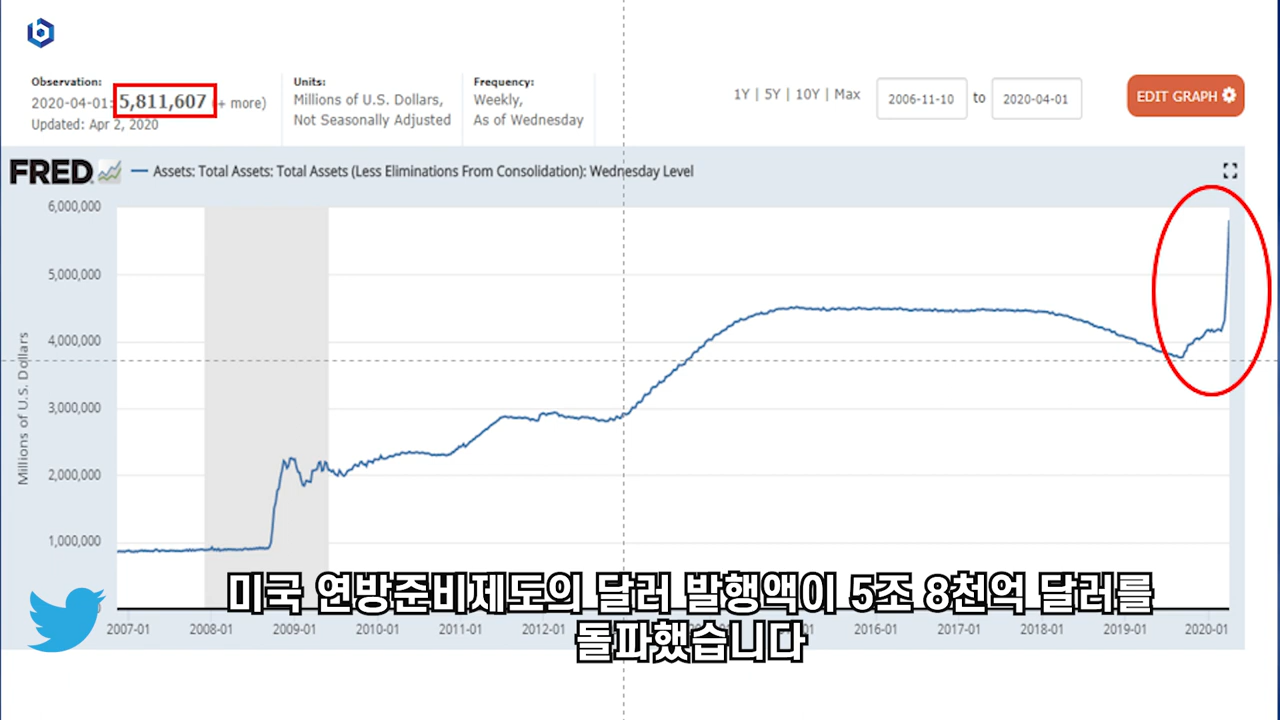 Observation:
2020-04-01: 5,811,607 (+ more)
Updated: Apr 2, 2020
Units:
Millions of U.S. Dollars,
Not Seasonally Adjusted
Frequency:
Weekly,
As of Wednesday
1Y | 5Y | 10Y | Max
2006-11-10 to 2020-04-01
EDIT GRAPH
FRED
Assets: Total Assets: Total Assets (Less Eliminations From Consolidation): Wednesday Level
Millions of U.S. Dollars
6,000,000
5,000,000
4,000,000
3,000,000
2,000,000
1,000,000
2007-01 2008-01 2009-01 2010-01 2011-01 2012-01 2016-01 2017-01 2018-01 2019-01 2020-01
미국 연방준비제도의 달러 발행액이 5조 8천억 달러를
돌파했습니다